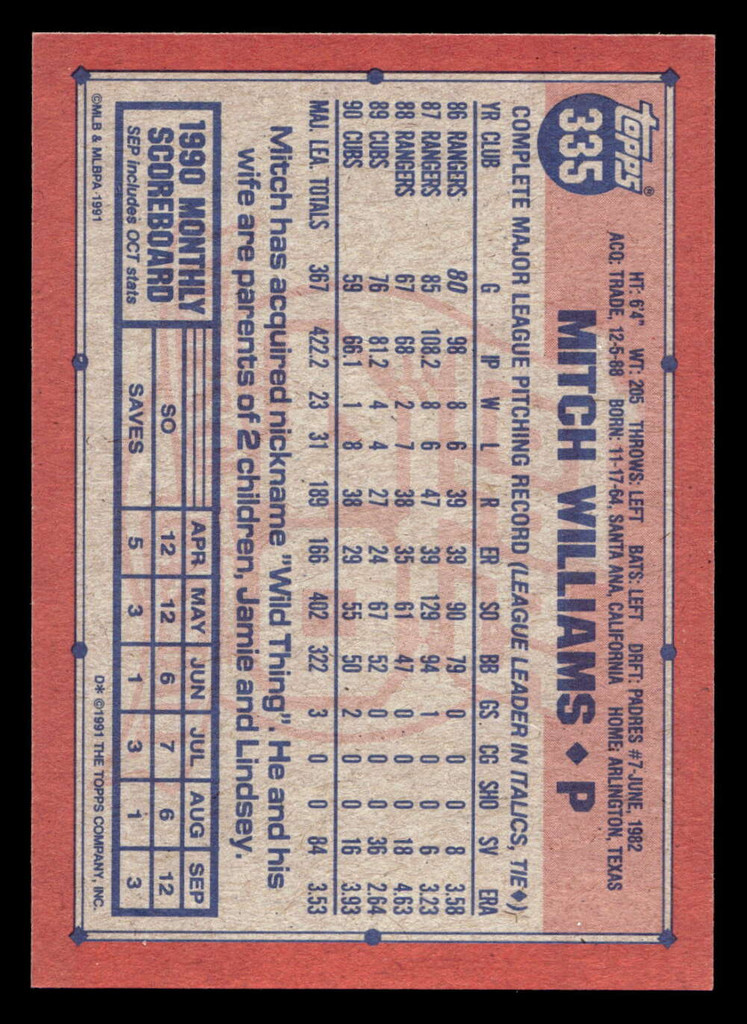 Topps®
335
HT: 6'4" WT: 205 THROWS: LEFT BATS: LEFT DRFT: PADRES #7-JUNE, 1982
ACQ: TRADE, 12-5-88 BORN: 11-17-64, SANTA ANA, CALIFORNIA HOME: ARLINGTON, TEXAS
MITCH WILLIAMS ♦ P
COMPLETE MAJOR LEAGUE PITCHING RECORD (LEAGUE LEADER IN ITALICS, TIE♦)
YR CLUB G IP W L R ER SO BB GS CG SHO SV ERA
86 RANGERS 80 98 8 6 39 39 90 79 0 0 0 8 3.58
87 RANGERS 85 108.2 8 6 47 39 129 94 1 0 0 6 3.23
88 RANGERS 67 68 2 7 38 35 61 47 0 0 0 18 4.63
89 CUBS 76 81.2 4 4 27 24 67 52 0 0 0 36 2.64
90 CUBS 59 66.1 1 8 38 29 55 50 2 0 0 16 3.93
MAJ. LEA. TOTALS 367 422.2 23 31 189 166 402 322 3 0 0 84 3.53
Mitch has acquired nickname "Wild Thing". He and his
wife are parents of 2 children, Jamie and Lindsey.
1990 MONTHLY
SCOREBOARD
SEP includes OCT stats
APR MAY JUN JUL AUG SEP
SO 12 12 6 7 6 12
SAVES 5 3 1 3 1 3
©MLB & MLBPA 1991
D* ©1991 THE TOPPS COMPANY, INC.